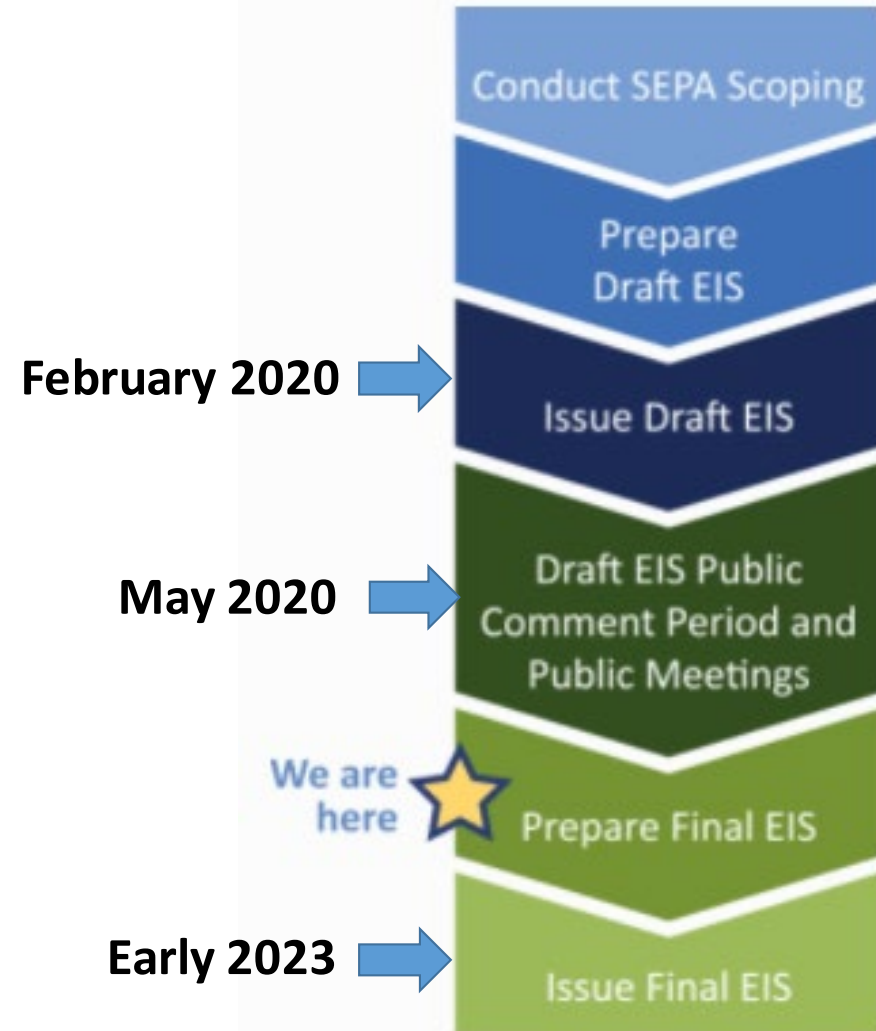 Conduct SEPA Scoping
Prepare
Draft EIS
February 2020
Issue Draft EIS
May 2020
Draft EIS Public
Comment Period and
Public Meetings
We are
here
Prepare Final EIS
Early 2023
Issue Final EIS